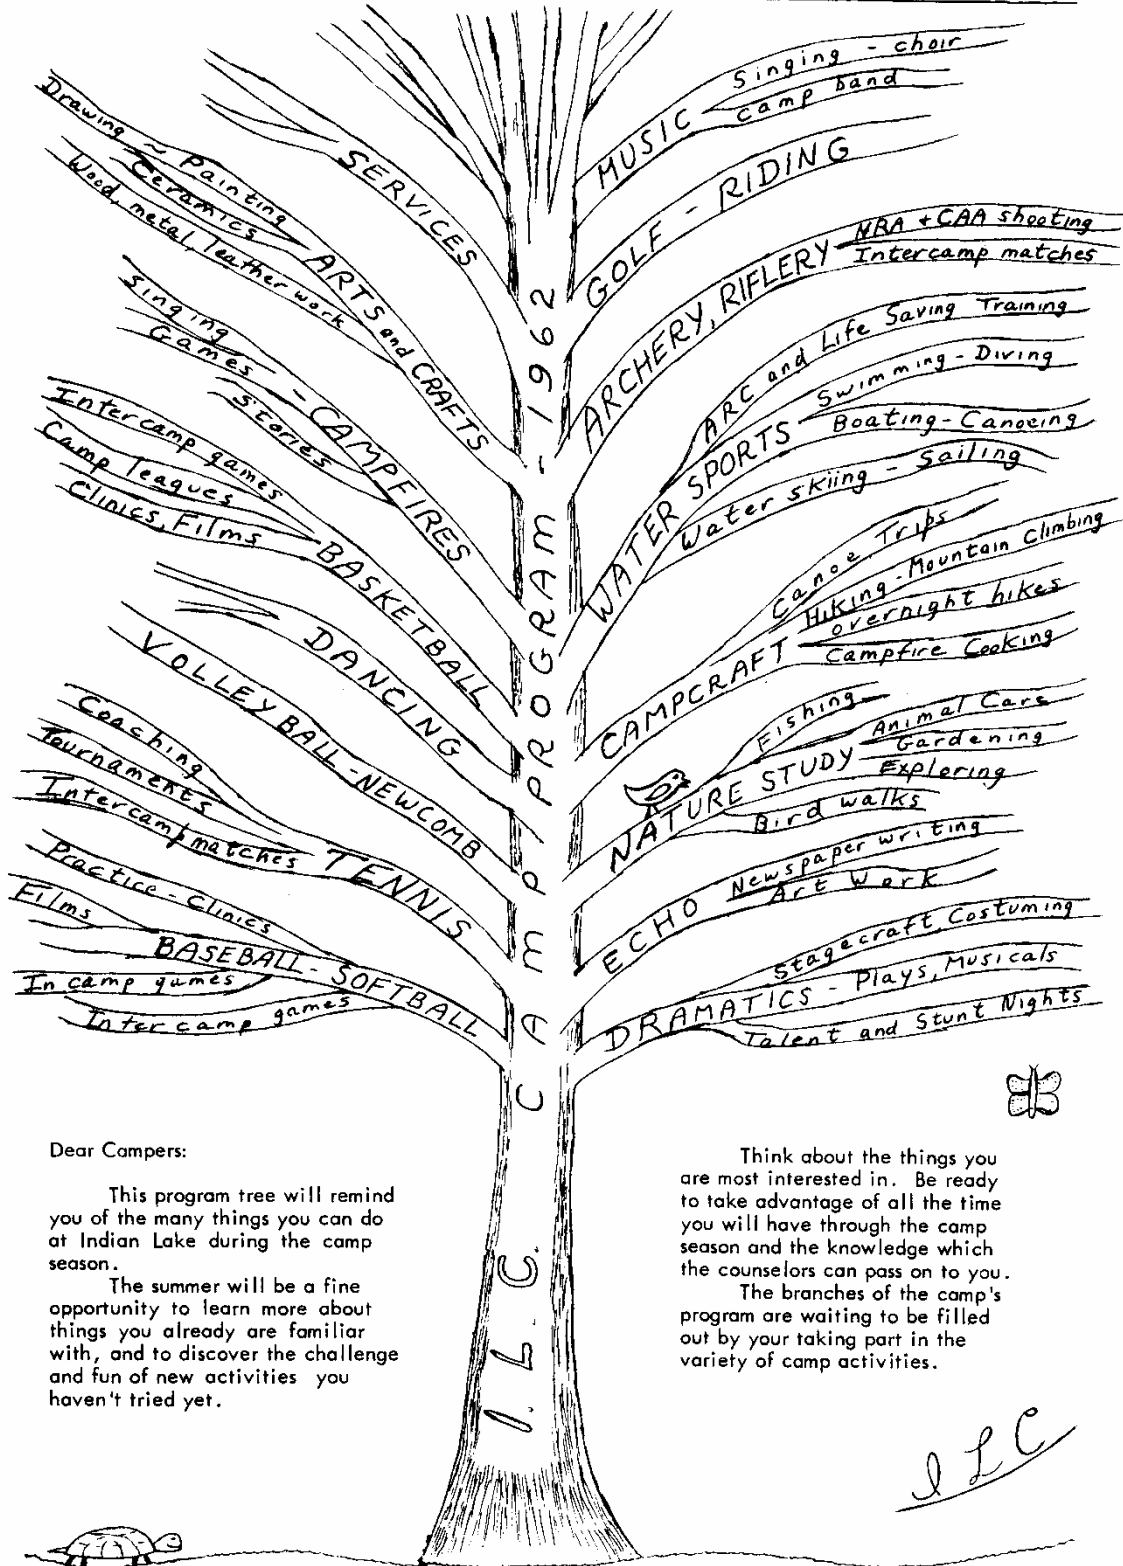 I. L. C. CAMP PROGRAM - 1962
SERVICES
Drawing ~ Painting
Ceramics
Wood, metal, leather work
ARTS and CRAFTS
Singing
Games - CAMPFIRES
Stories
Intercamp games
Camp leagues
Clinics, Films
BASKETBALL
DANCING
VOLLEYBALL - NEWCOMB
Coaching
Tournaments
Intercamp matches
TENNIS
Practice - Clinics
Films
BASEBALL - SOFTBALL
In camp games
Inter camp games
Singing - choir
camp band
MUSIC
GOLF - RIDING
ARCHERY, RIFLERY
NRA + CAA shooting
Intercamp matches
ARC and Life Saving Training
Swimming - Diving
WATER SPORTS
Boating - Canoeing
Water skiing - Sailing
Canoe Trips
Hiking - Mountain Climbing
overnight hikes
CAMPCRAFT
Campfire Cooking
Fishing
Animal Care
NATURE STUDY
Gardening
Exploring
Bird walks
Newspaper writing
ECHO
Art Work
Stagecraft, Costuming
DRAMATICS - Plays, Musicals
Talent and Stunt Nights
Dear Campers:
This program tree will remind
you of the many things you can do
at Indian Lake during the camp
season.
The summer will be a fine
opportunity to learn more about
things you already are familiar
with, and to discover the challenge
and fun of new activities you
haven't tried yet.
Think about the things you
are most interested in. Be ready
to take advantage of all the time
you will have through the camp
season and the knowledge which
the counselors can pass on to you.
The branches of the camp's
program are waiting to be filled
out by your taking part in the
variety of camp activities.
I L C